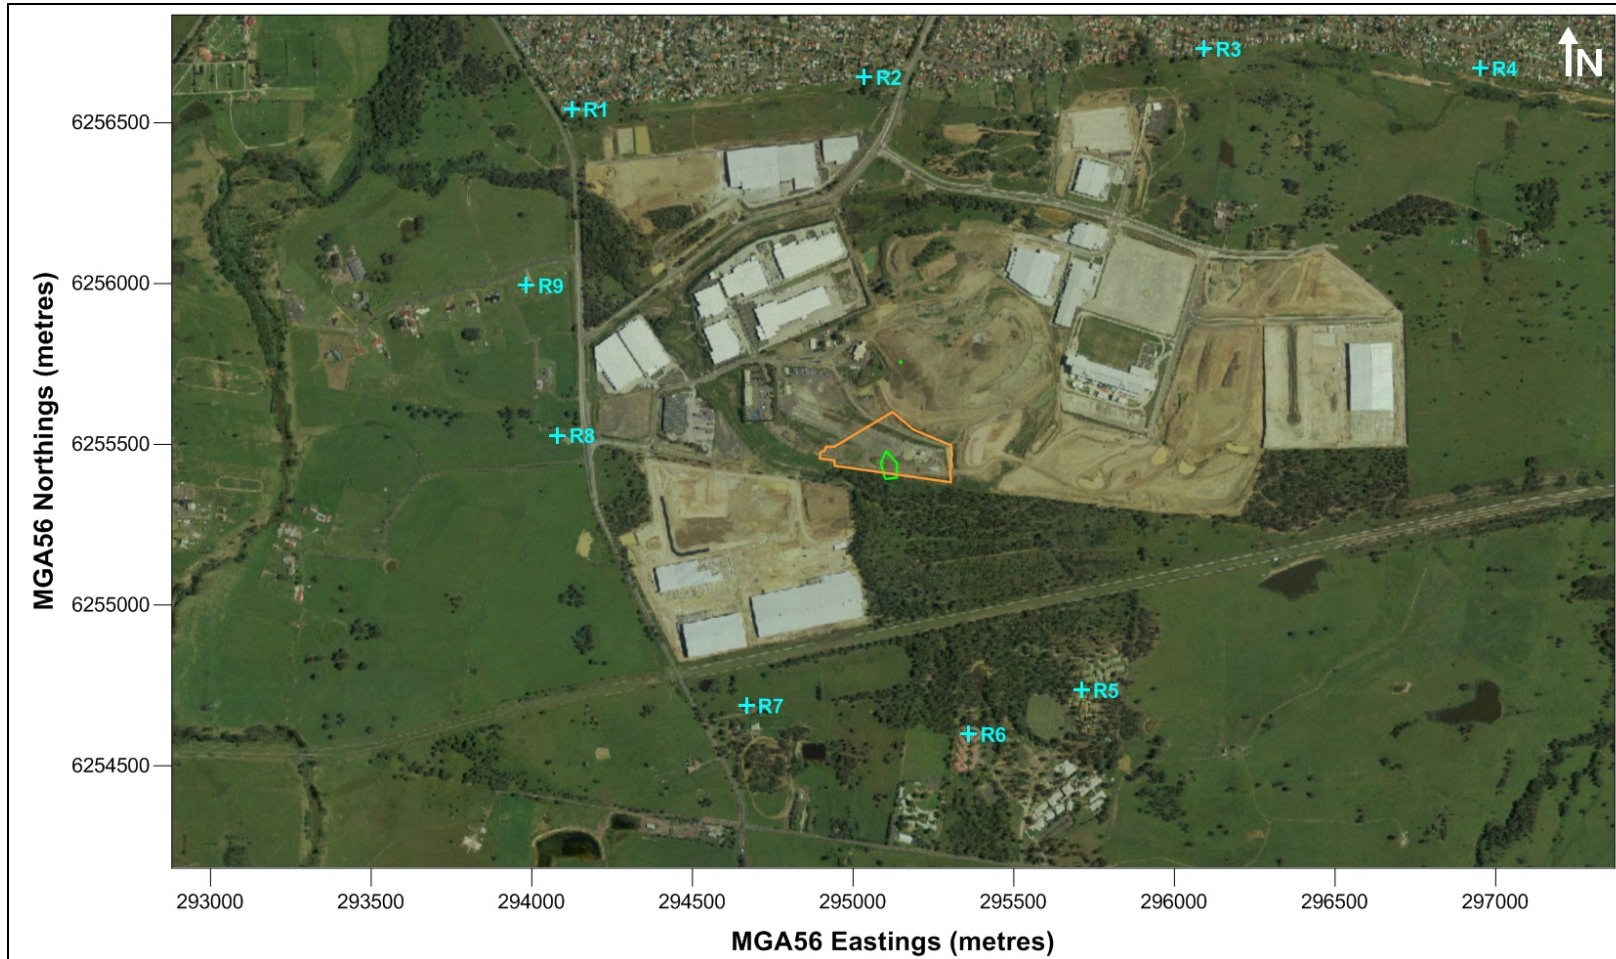 R3
N
R4
R2
R1
6256500
6256000
R9
6255500
R8
6255000
R5
R7
R6
6254500
MGA56 Northings (metres)
293000 293500 294000 294500 295000 295500 296000 296500 297000
MGA56 Eastings (metres)